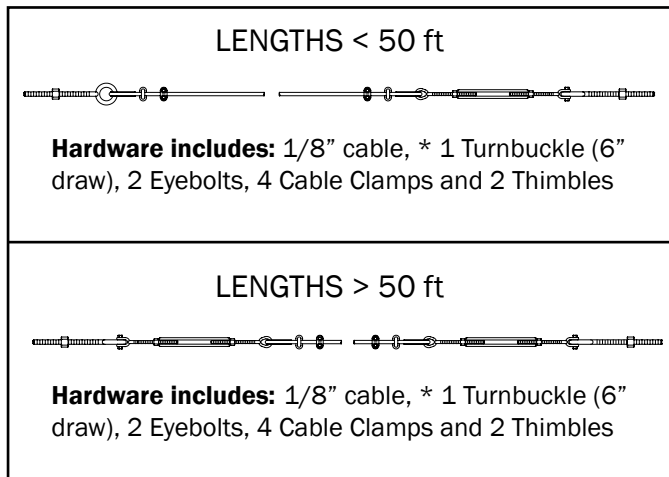 LENGTHS < 50 ft
Hardware includes: 1/8” cable, * 1 Turnbuckle (6”
draw), 2 Eyebolts, 4 Cable Clamps and 2 Thimbles
LENGTHS > 50 ft
Hardware includes: 1/8” cable, * 1 Turnbuckle (6”
draw), 2 Eyebolts, 4 Cable Clamps and 2 Thimbles